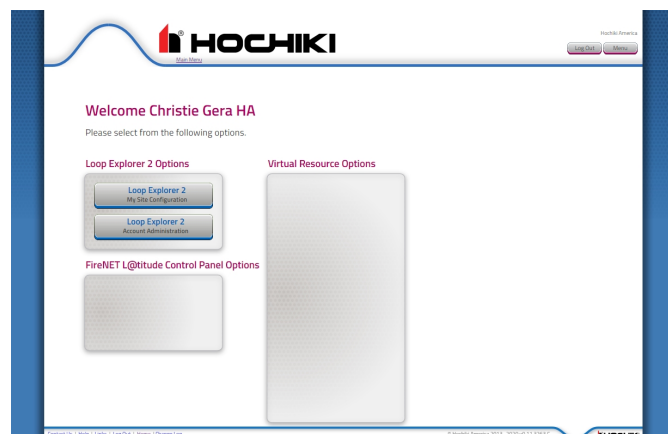 HOCHIKI
Main Menu
Hochiki America
Log Out Menu
Welcome Christie Gera HA
Please select from the following options.
Loop Explorer 2 Options
Virtual Resource Options
Loop Explorer 2
My Site Configuration
Loop Explorer 2
Account Administration
FireNET L@titude Control Panel Options